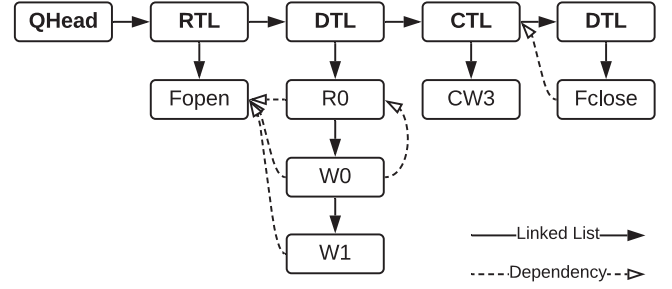 QHead RTL DTL CTL DTL
Fopen R0 CW3 Fclose
W0
Linked List
W1
Dependency